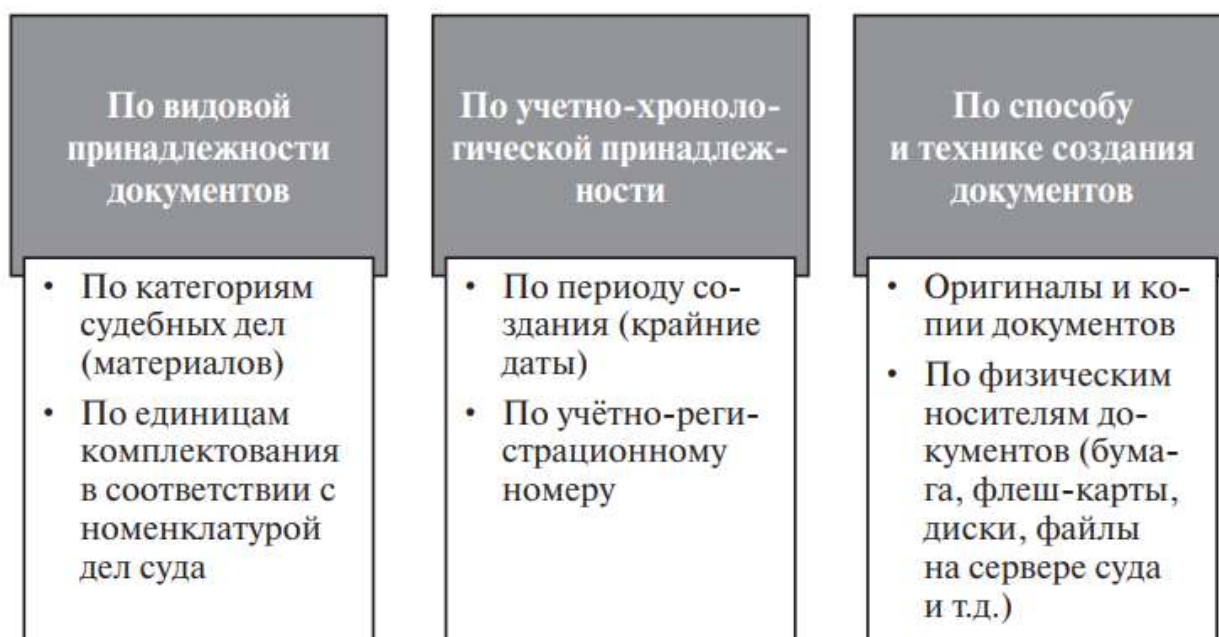 По видовой
принадлежности
документов
• По категориям
судебных дел
(материалов)
• По единицам
комплектования
в соответствии с
номенклатурой
дел суда
По учетно-хроноло-
гической принадлеж-
ности
• По периоду со-
здания (крайние
даты)
• По учётно-реги-
страционному
номеру
По способу
и технике создания
документов
• Оригиналы и ко-
пии документов
• По физическим
носителям до-
кументов (бума-
га, флеш-карты,
диски, файлы
на сервере суда
и т.д.)